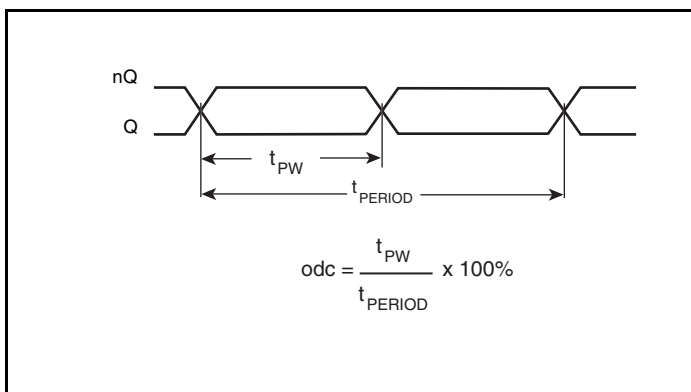 nQ
Q
tPW
tPERIOD
odc = tPW / tPERIOD x 100%